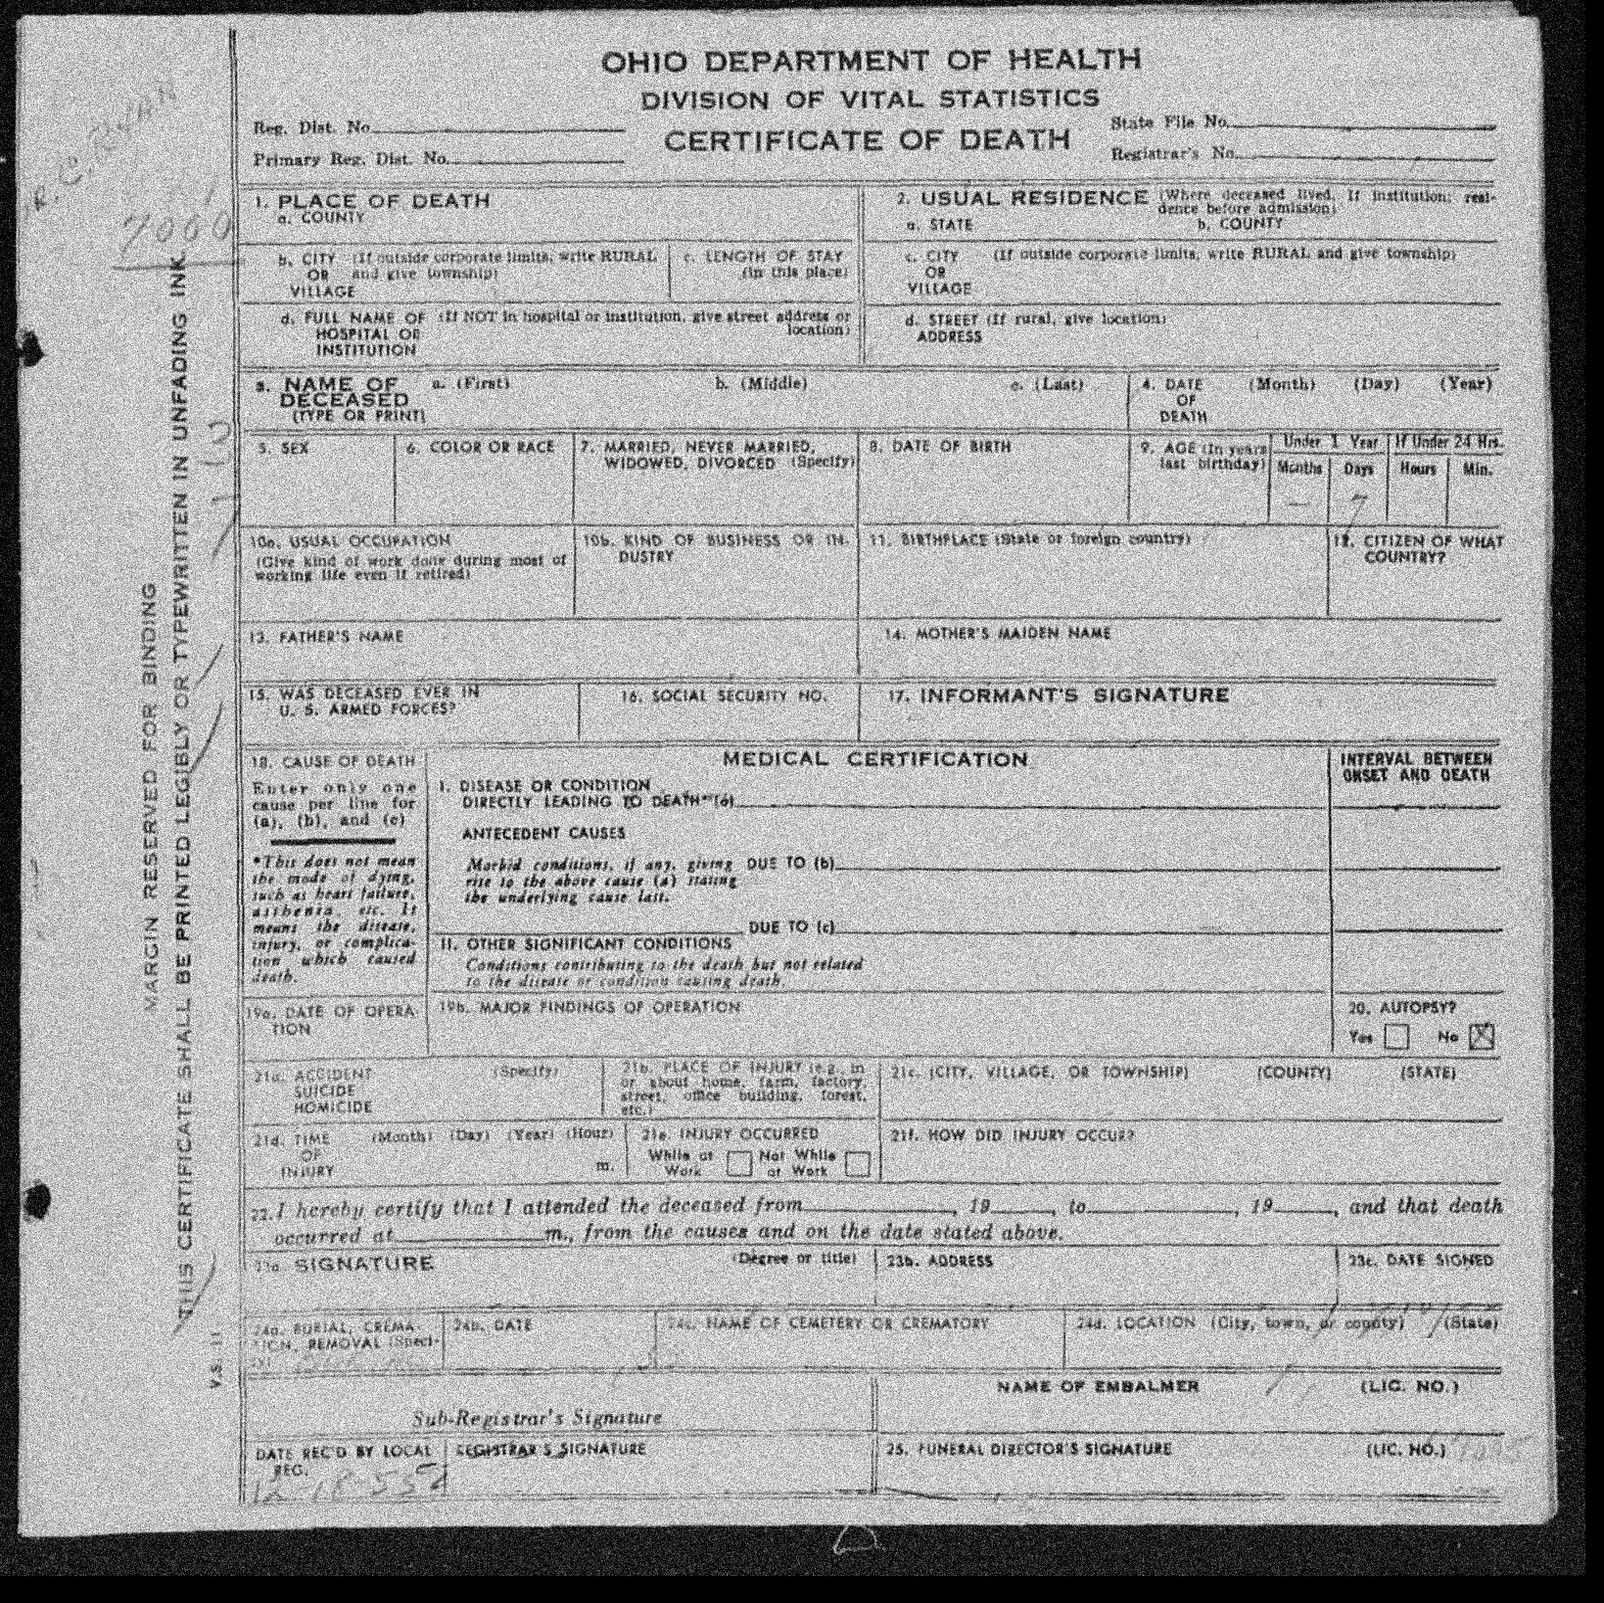 OHIO DEPARTMENT OF HEALTH
DIVISION OF VITAL STATISTICS
CERTIFICATE OF DEATH
Reg. Dist. No.
Primary Reg. Dist. No.
State File No.
Registrar's No.
1. PLACE OF DEATH
a. COUNTY
2. USUAL RESIDENCE (Where deceased lived. If institution: resi-
dence before admission)
a. STATE b. COUNTY
b. CITY (If outside corporate limits, write RURAL
OR and give township)
VILLAGE
c. LENGTH OF STAY
(in this place)
c. CITY (If outside corporate limits, write RURAL and give township)
OR
VILLAGE
d. FULL NAME OF (If NOT in hospital or institution, give street address or
HOSPITAL OR location)
INSTITUTION
d. STREET (If rural, give location)
ADDRESS
3. NAME OF a. (First) b. (Middle) c. (Last)
DECEASED
(TYPE OR PRINT)
4. DATE (Month) (Day) (Year)
OF
DEATH
5. SEX
6. COLOR OR RACE
7. MARRIED, NEVER MARRIED,
WIDOWED, DIVORCED (Specify)
8. DATE OF BIRTH
9. AGE (In years
last birthday)
Under 1 Year
If Under 24 Hrs.
Months Days Hours Min.
— 7
10a. USUAL OCCUPATION
(Give kind of work done during most of
working life even if retired)
10b. KIND OF BUSINESS OR IN-
DUSTRY
11. BIRTHPLACE (State or foreign country)
12. CITIZEN OF WHAT
COUNTRY?
13. FATHER'S NAME
14. MOTHER'S MAIDEN NAME
15. WAS DECEASED EVER IN
U. S. ARMED FORCES?
16. SOCIAL SECURITY NO.
17. INFORMANT'S SIGNATURE
18. CAUSE OF DEATH
Enter only one
cause per line for
(a), (b), and (c)
*This does not mean
the mode of dying,
such as heart failure,
asthenia, etc. It
means the disease,
injury, or complica-
tion which caused
death.
MEDICAL CERTIFICATION
INTERVAL BETWEEN
ONSET AND DEATH
I. DISEASE OR CONDITION
DIRECTLY LEADING TO DEATH*(a)
ANTECEDENT CAUSES
Morbid conditions, if any, giving DUE TO (b)
rise to the above cause (a) stating
the underlying cause last.
DUE TO (c)
II. OTHER SIGNIFICANT CONDITIONS
Conditions contributing to the death but not related
to the disease or condition causing death.
19a. DATE OF OPERA-
TION
19b. MAJOR FINDINGS OF OPERATION
20. AUTOPSY?
Yes No X
21a. ACCIDENT (Specify)
SUICIDE
HOMICIDE
21b. PLACE OF INJURY (e.g., in
or about home, farm, factory,
street, office building, forest,
etc.)
21c. (CITY, VILLAGE, OR TOWNSHIP) (COUNTY) (STATE)
21d. TIME (Month) (Day) (Year) (Hour)
OF
INJURY m.
21e. INJURY OCCURRED
While at Not While
Work at Work
21f. HOW DID INJURY OCCUR?
22. I hereby certify that I attended the deceased from , 19 , to , 19 , and that death
occurred at m., from the causes and on the date stated above.
23a. SIGNATURE (Degree or title)
23b. ADDRESS
23c. DATE SIGNED
24a. BURIAL, CREMA-
TION, REMOVAL (Speci-
fy)
24b. DATE
24c. NAME OF CEMETERY OR CREMATORY
24d. LOCATION (City, town, or county) (State)
Sub-Registrar's Signature
NAME OF EMBALMER (LIC. NO.)
DATE REC'D BY LOCAL
REG.
REGISTRAR'S SIGNATURE
25. FUNERAL DIRECTOR'S SIGNATURE (LIC. NO.)
MARGIN RESERVED FOR BINDING
THIS CERTIFICATE SHALL BE PRINTED LEGIBLY OR TYPEWRITTEN IN UNFADING INK.
V.S. 11
7000